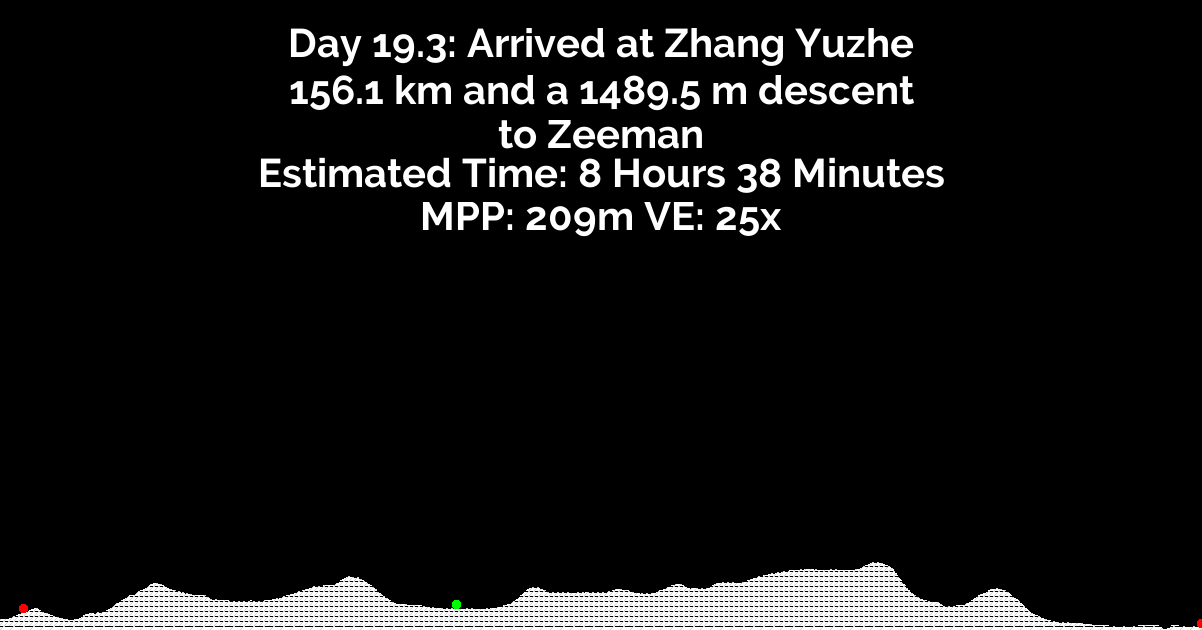 Day 19.3: Arrived at Zhang Yuzhe
156.1 km and a 1489.5 m descent
to Zeeman
Estimated Time: 8 Hours 38 Minutes
MPP: 209m VE: 25x